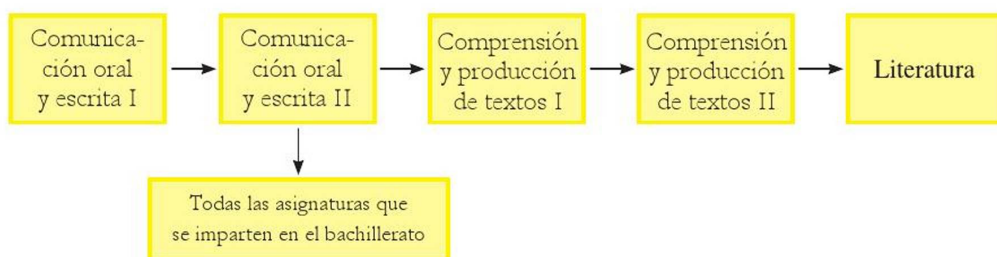 Comunica-
ción oral
y escrita I
Comunica-
ción oral
y escrita II
Comprensión
y producción
de textos I
Comprensión
y producción
de textos II
Literatura
Todas las asignaturas que
se imparten en el bachillerato